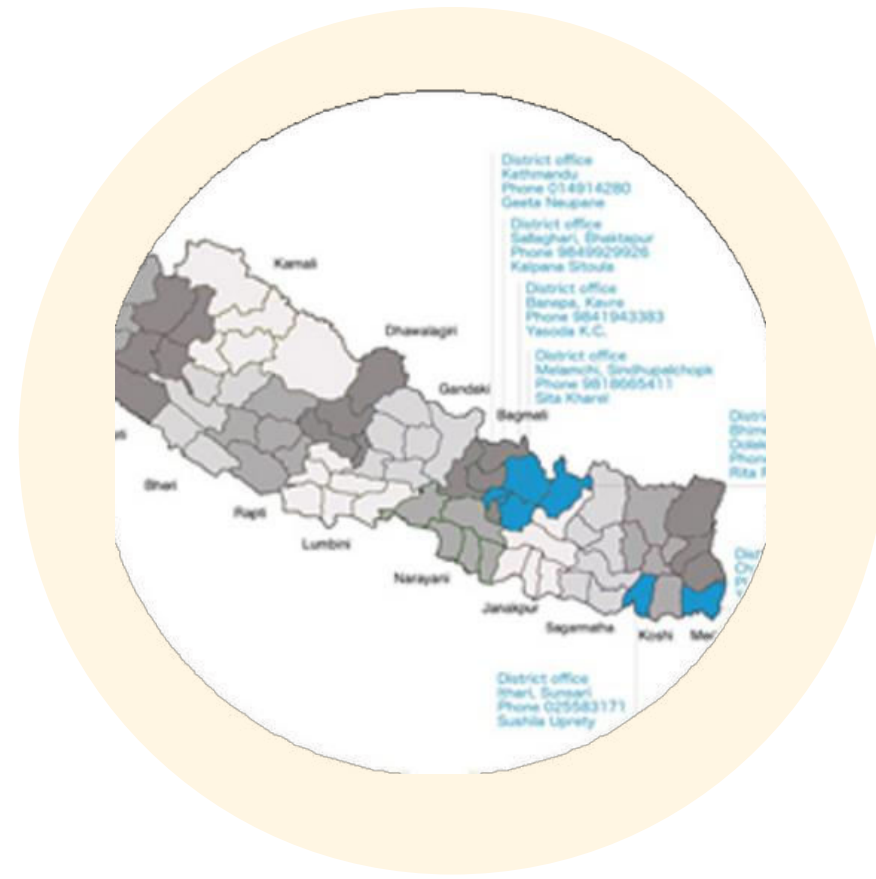 District office
Kathmandu
Phone 014914280
Geeta Neupane
District office
Sallaghari, Bhaktapur
Phone 9849929926
Kalpana Sitoula
District office
Banepa, Kavre
Phone 9841943383
Yasoda K.C.
District office
Melamchi, Sindhupalchopk
Phone 9818665411
Sita Kharel
Karnali
Dhawalagiri
Gandaki
Bagmati
Bheri
Rapti
Lumbini
Narayani
Janakpur
Sagarmatha
Koshi
District office
Ithari, Sunsari
Phone 025583171
Sushila Uprety